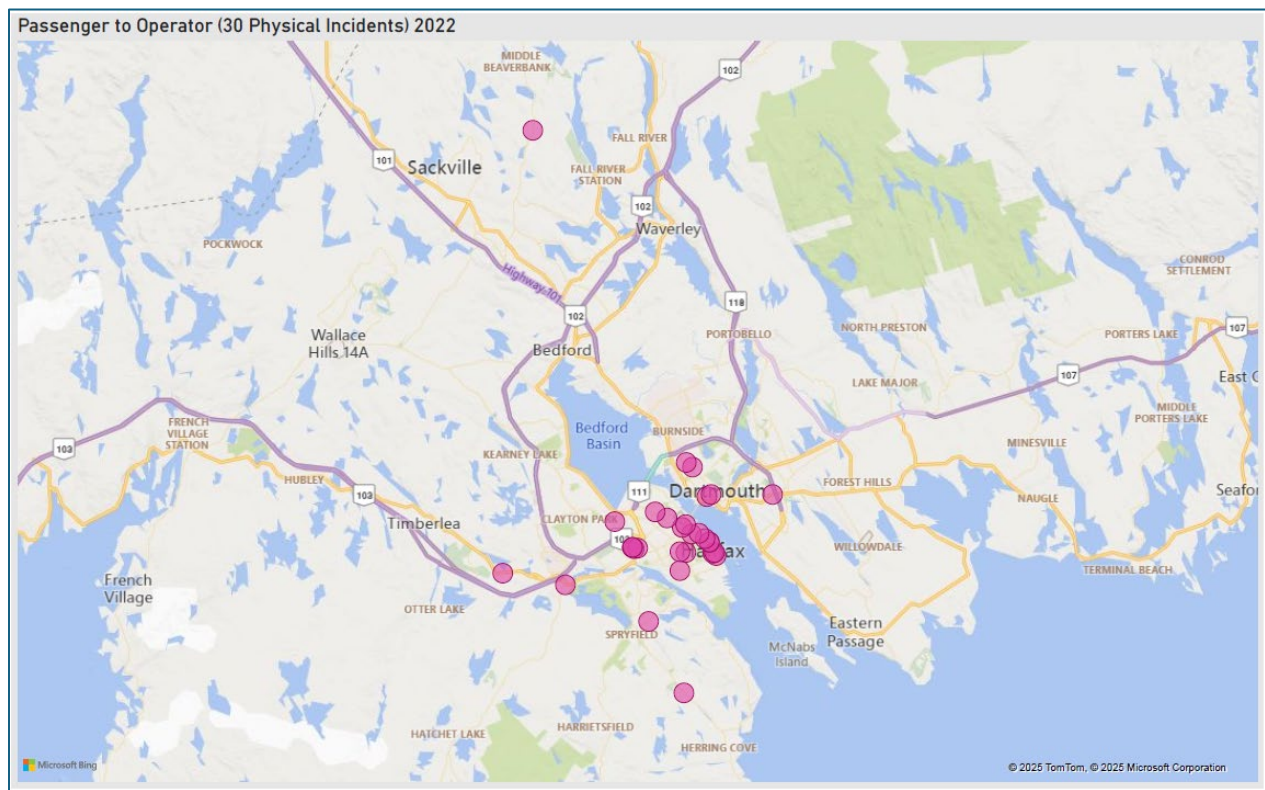 Passenger to Operator (30 Physical Incidents) 2022
MIDDLE
BEAVERBANK
102
FALL RIVER
101
Sackville
FALL RIVER
STATION
102
Waverley
POCKWOCK
CONROD
SETTLEMENT
Highway 101
102
118
Wallace
Hills 14A
Bedford
PORTOBELLO
NORTH PRESTON
PORTERS LAKE
107
107
LAKE MAJOR
East C
FRENCH
VILLAGE
STATION
MIDDLE
PORTERS LAKE
Bedford
Basin
BURNSIDE
MINESVILLE
103
KEARNEY LAKE
HUBLEY
103
111
Dartmouth
FOREST HILLS
Seafor
NAUGLE
Timberlea
CLAYTON PARK
WILLOWDALE
TERMINAL BEACH
French
Village
OTTER LAKE
SPRYFIELD
Eastern
Passage
McNabs
Island
HARRIETSFIELD
HATCHET LAKE
HERRING COVE
Microsoft Bing
© 2025 TomTom, © 2025 Microsoft Corporation